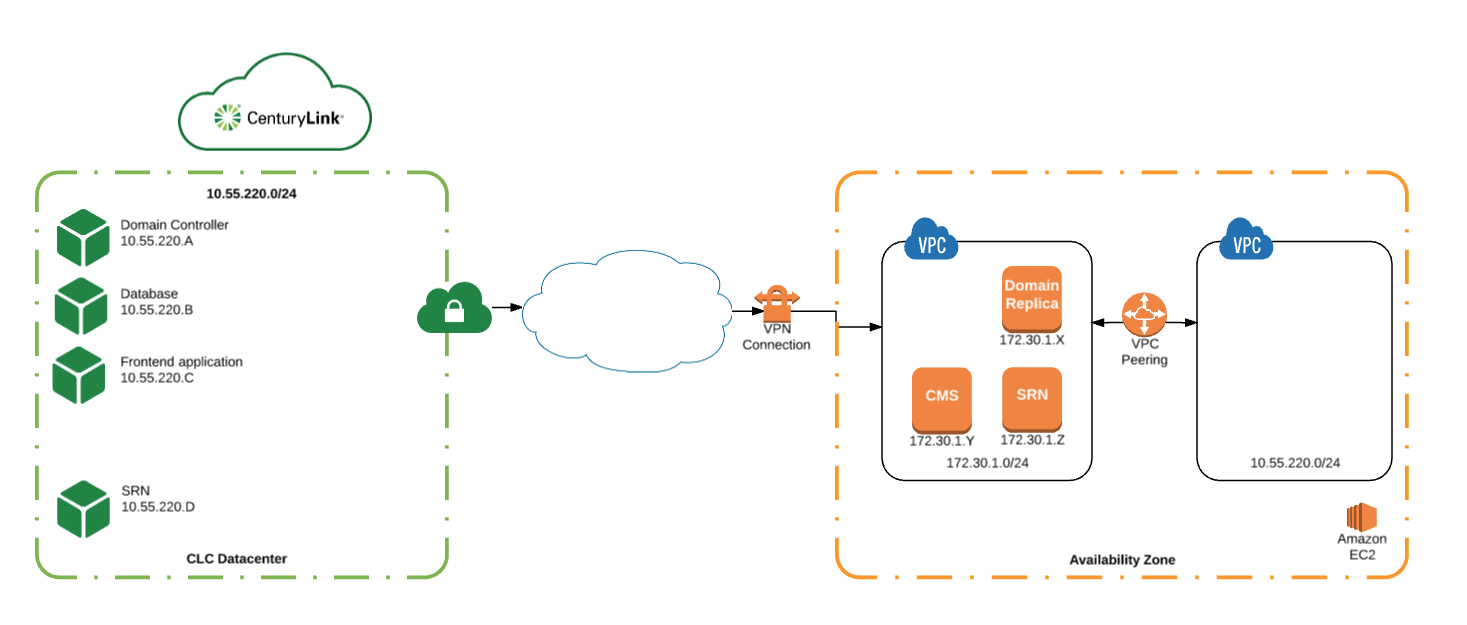 CenturyLink
10.55.220.0/24
Domain Controller
10.55.220.A
Database
10.55.220.B
Frontend application
10.55.220.C
SRN
10.55.220.D
CLC Datacenter
VPN
Connection
VPC
Domain
Replica
172.30.1.X
CMS
172.30.1.Y
SRN
172.30.1.Z
172.30.1.0/24
VPC
Peering
VPC
10.55.220.0/24
Amazon
EC2
Availability Zone